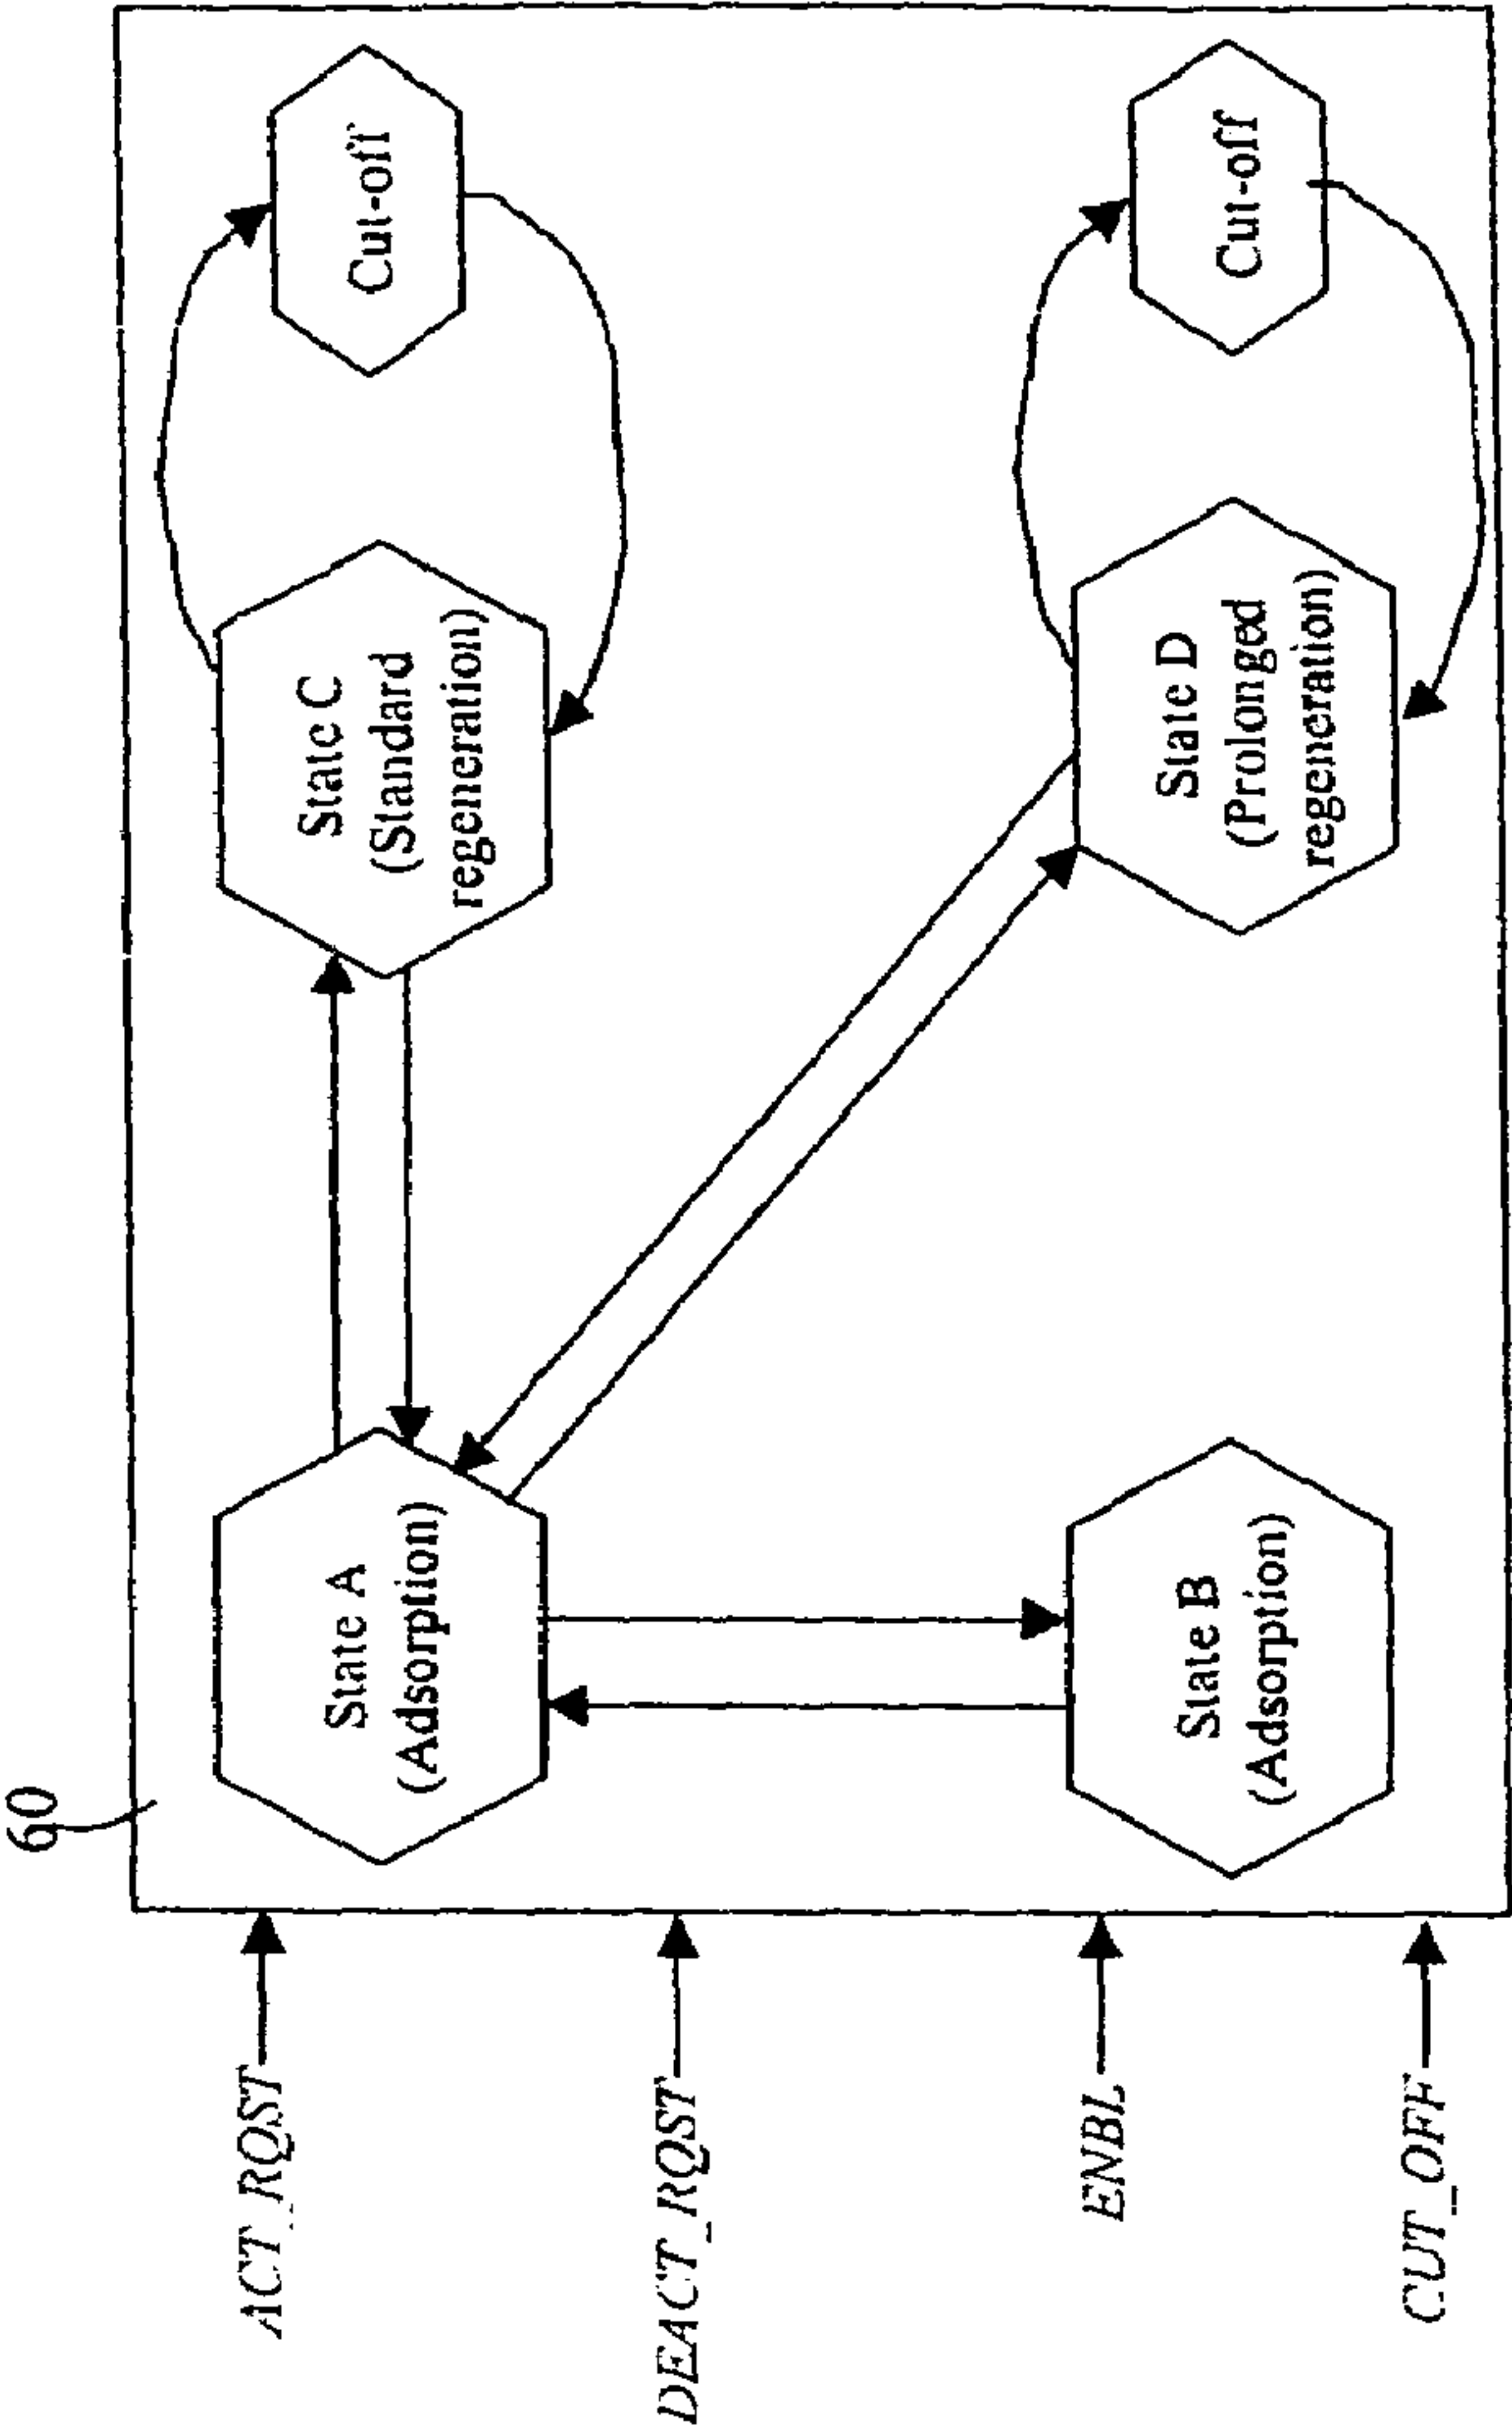 60
ACT_RQST
DEACT_RQST
ENBL
CUT_OFF
State A
(Adsorption)
State C
(Standard
regeneration)
Cut-off
State B
(Adsorption)
State D
(Prolonged
regeneration)
Cut-off